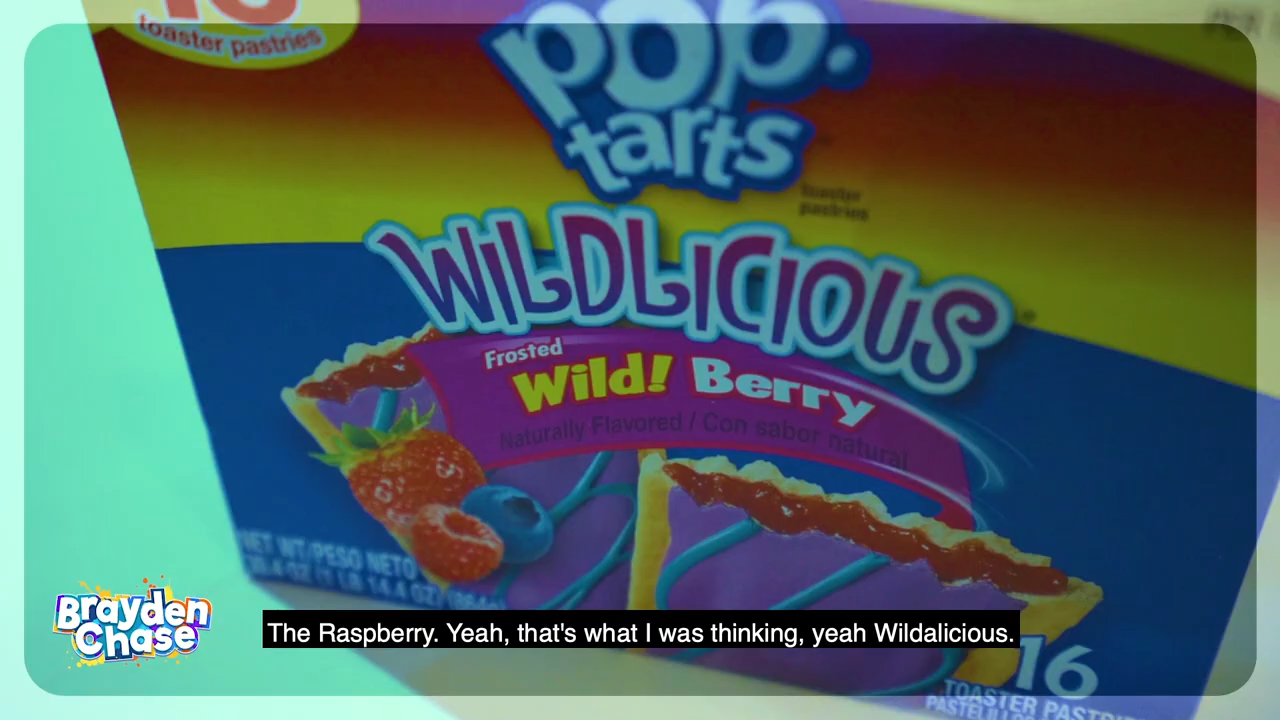 toaster pastries
pop.
tarts
toaster
pastries
WILDLICIOUS
Frosted
Wild! Berry
Naturally Flavored / Con sabor natural
NET WT/PESO NETO
Brayden
Chase
The Raspberry. Yeah, that's what I was thinking, yeah Wildalicious.
16
TOASTER